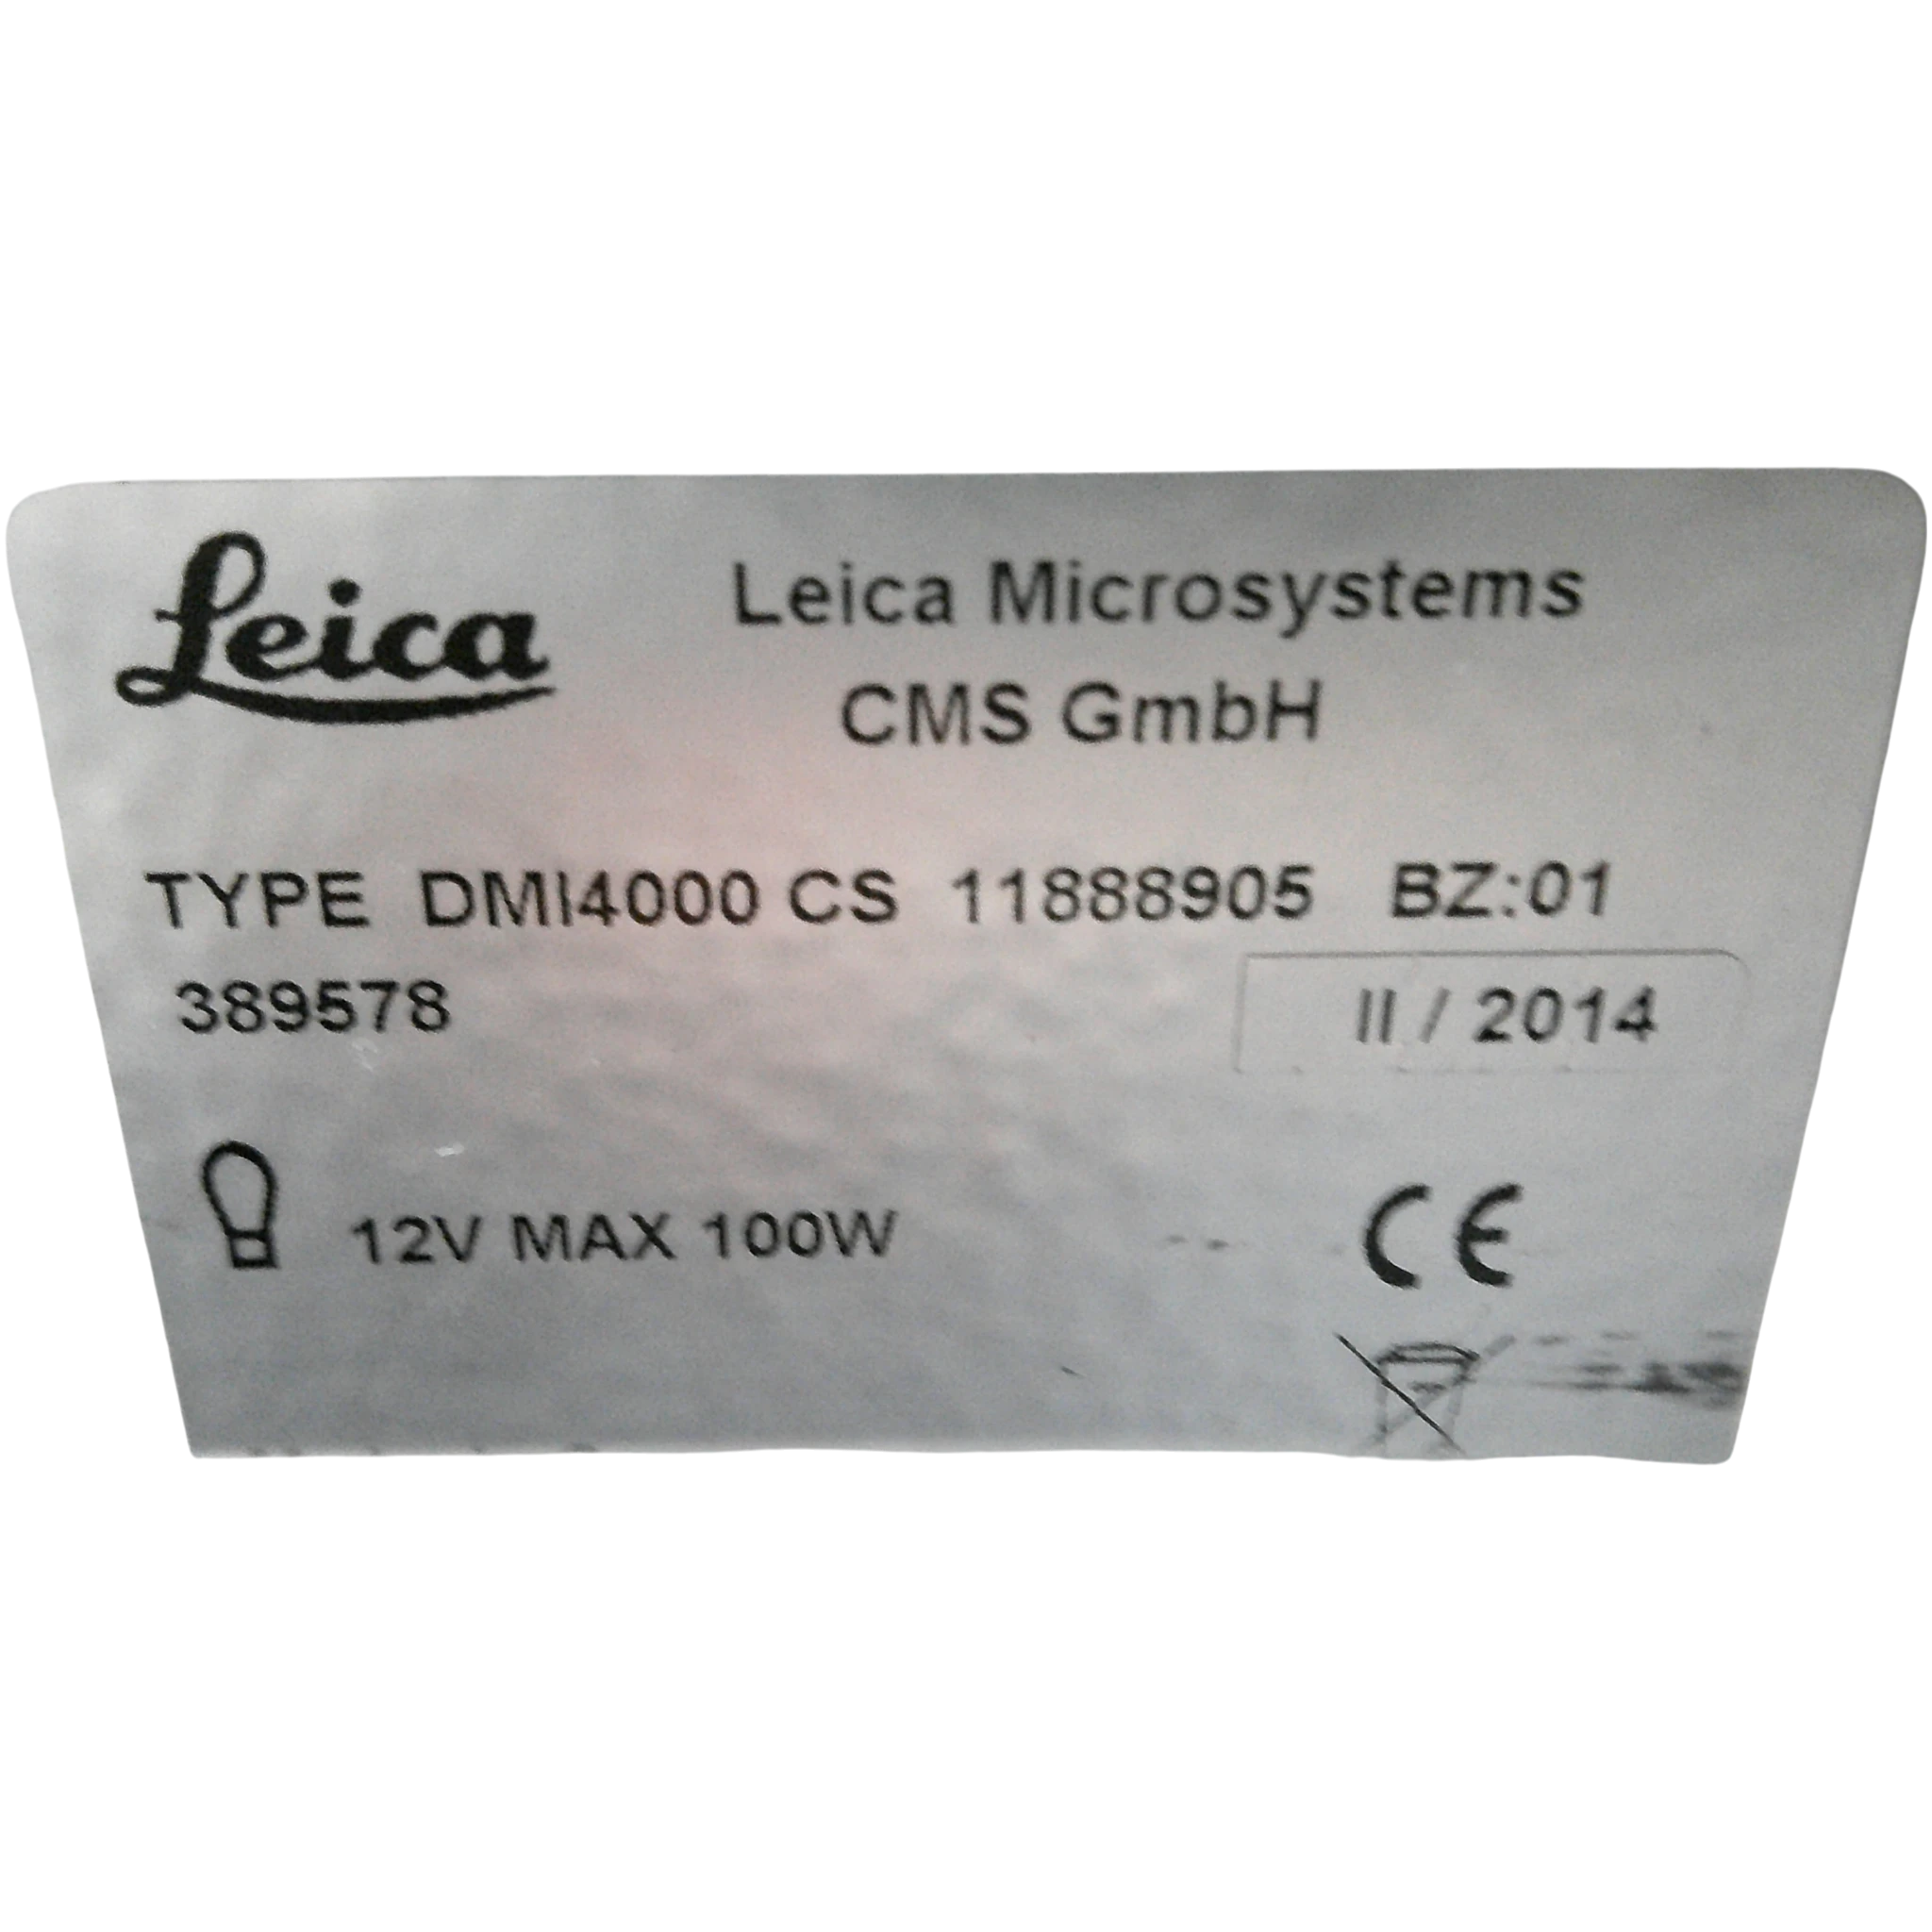 Leica
Leica Microsystems
CMS GmbH
TYPE DMI4000 CS 11888905 BZ:01
389578
II / 2014
12V MAX 100W
CE